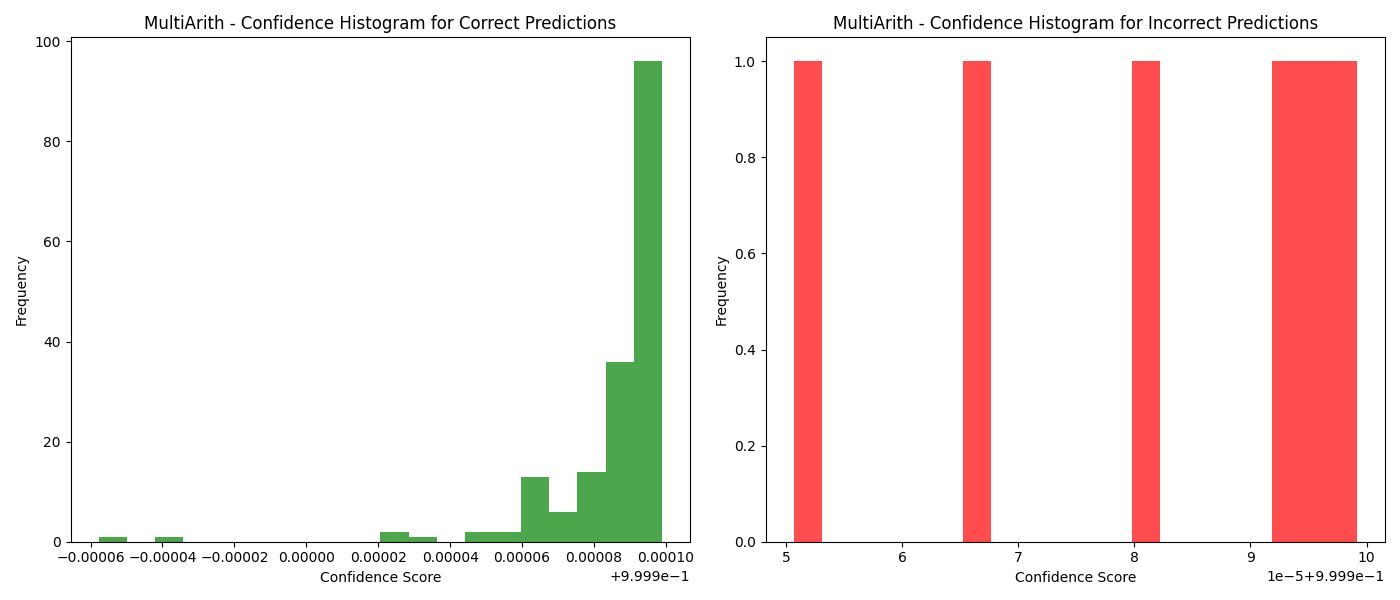 MultiArith - Confidence Histogram for Correct Predictions
100
80
60
40
20
0
Frequency
−0.00006 −0.00004 −0.00002 0.00000 0.00002 0.00004 0.00006 0.00008 0.00010
Confidence Score
+9.999e−1
MultiArith - Confidence Histogram for Incorrect Predictions
1.0
0.8
0.6
0.4
0.2
0.0
Frequency
5 6 7 8 9 10
Confidence Score
1e−5+9.999e−1